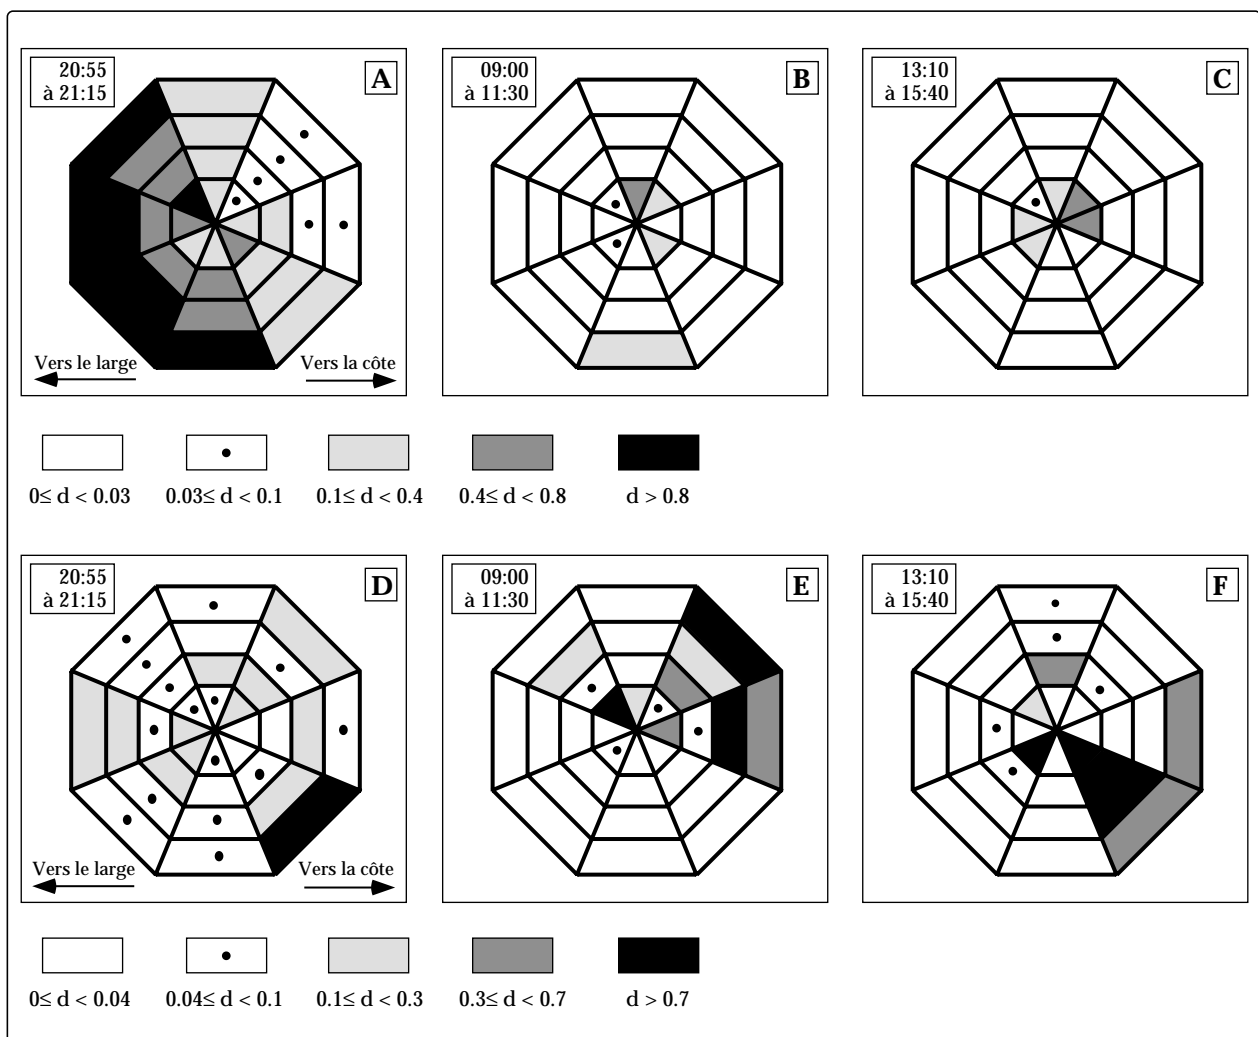 20:55
à 21:15
A
09:00
à 11:30
B
13:10
à 15:40
C
Vers le large
Vers la côte
0≤ d < 0.03
0.03≤ d < 0.1
0.1≤ d < 0.4
0.4≤ d < 0.8
d > 0.8
20:55
à 21:15
D
09:00
à 11:30
E
13:10
à 15:40
F
Vers le large
Vers la côte
0≤ d < 0.04
0.04≤ d < 0.1
0.1≤ d < 0.3
0.3≤ d < 0.7
d > 0.7